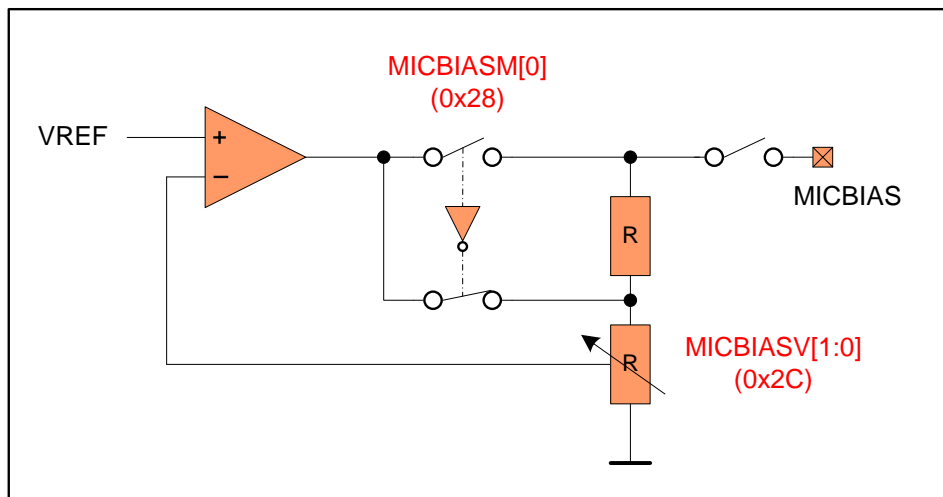 MICBIASM[0]
(0x28)
VREF
+
−
MICBIAS
R
R
MICBIASV[1:0]
(0x2C)